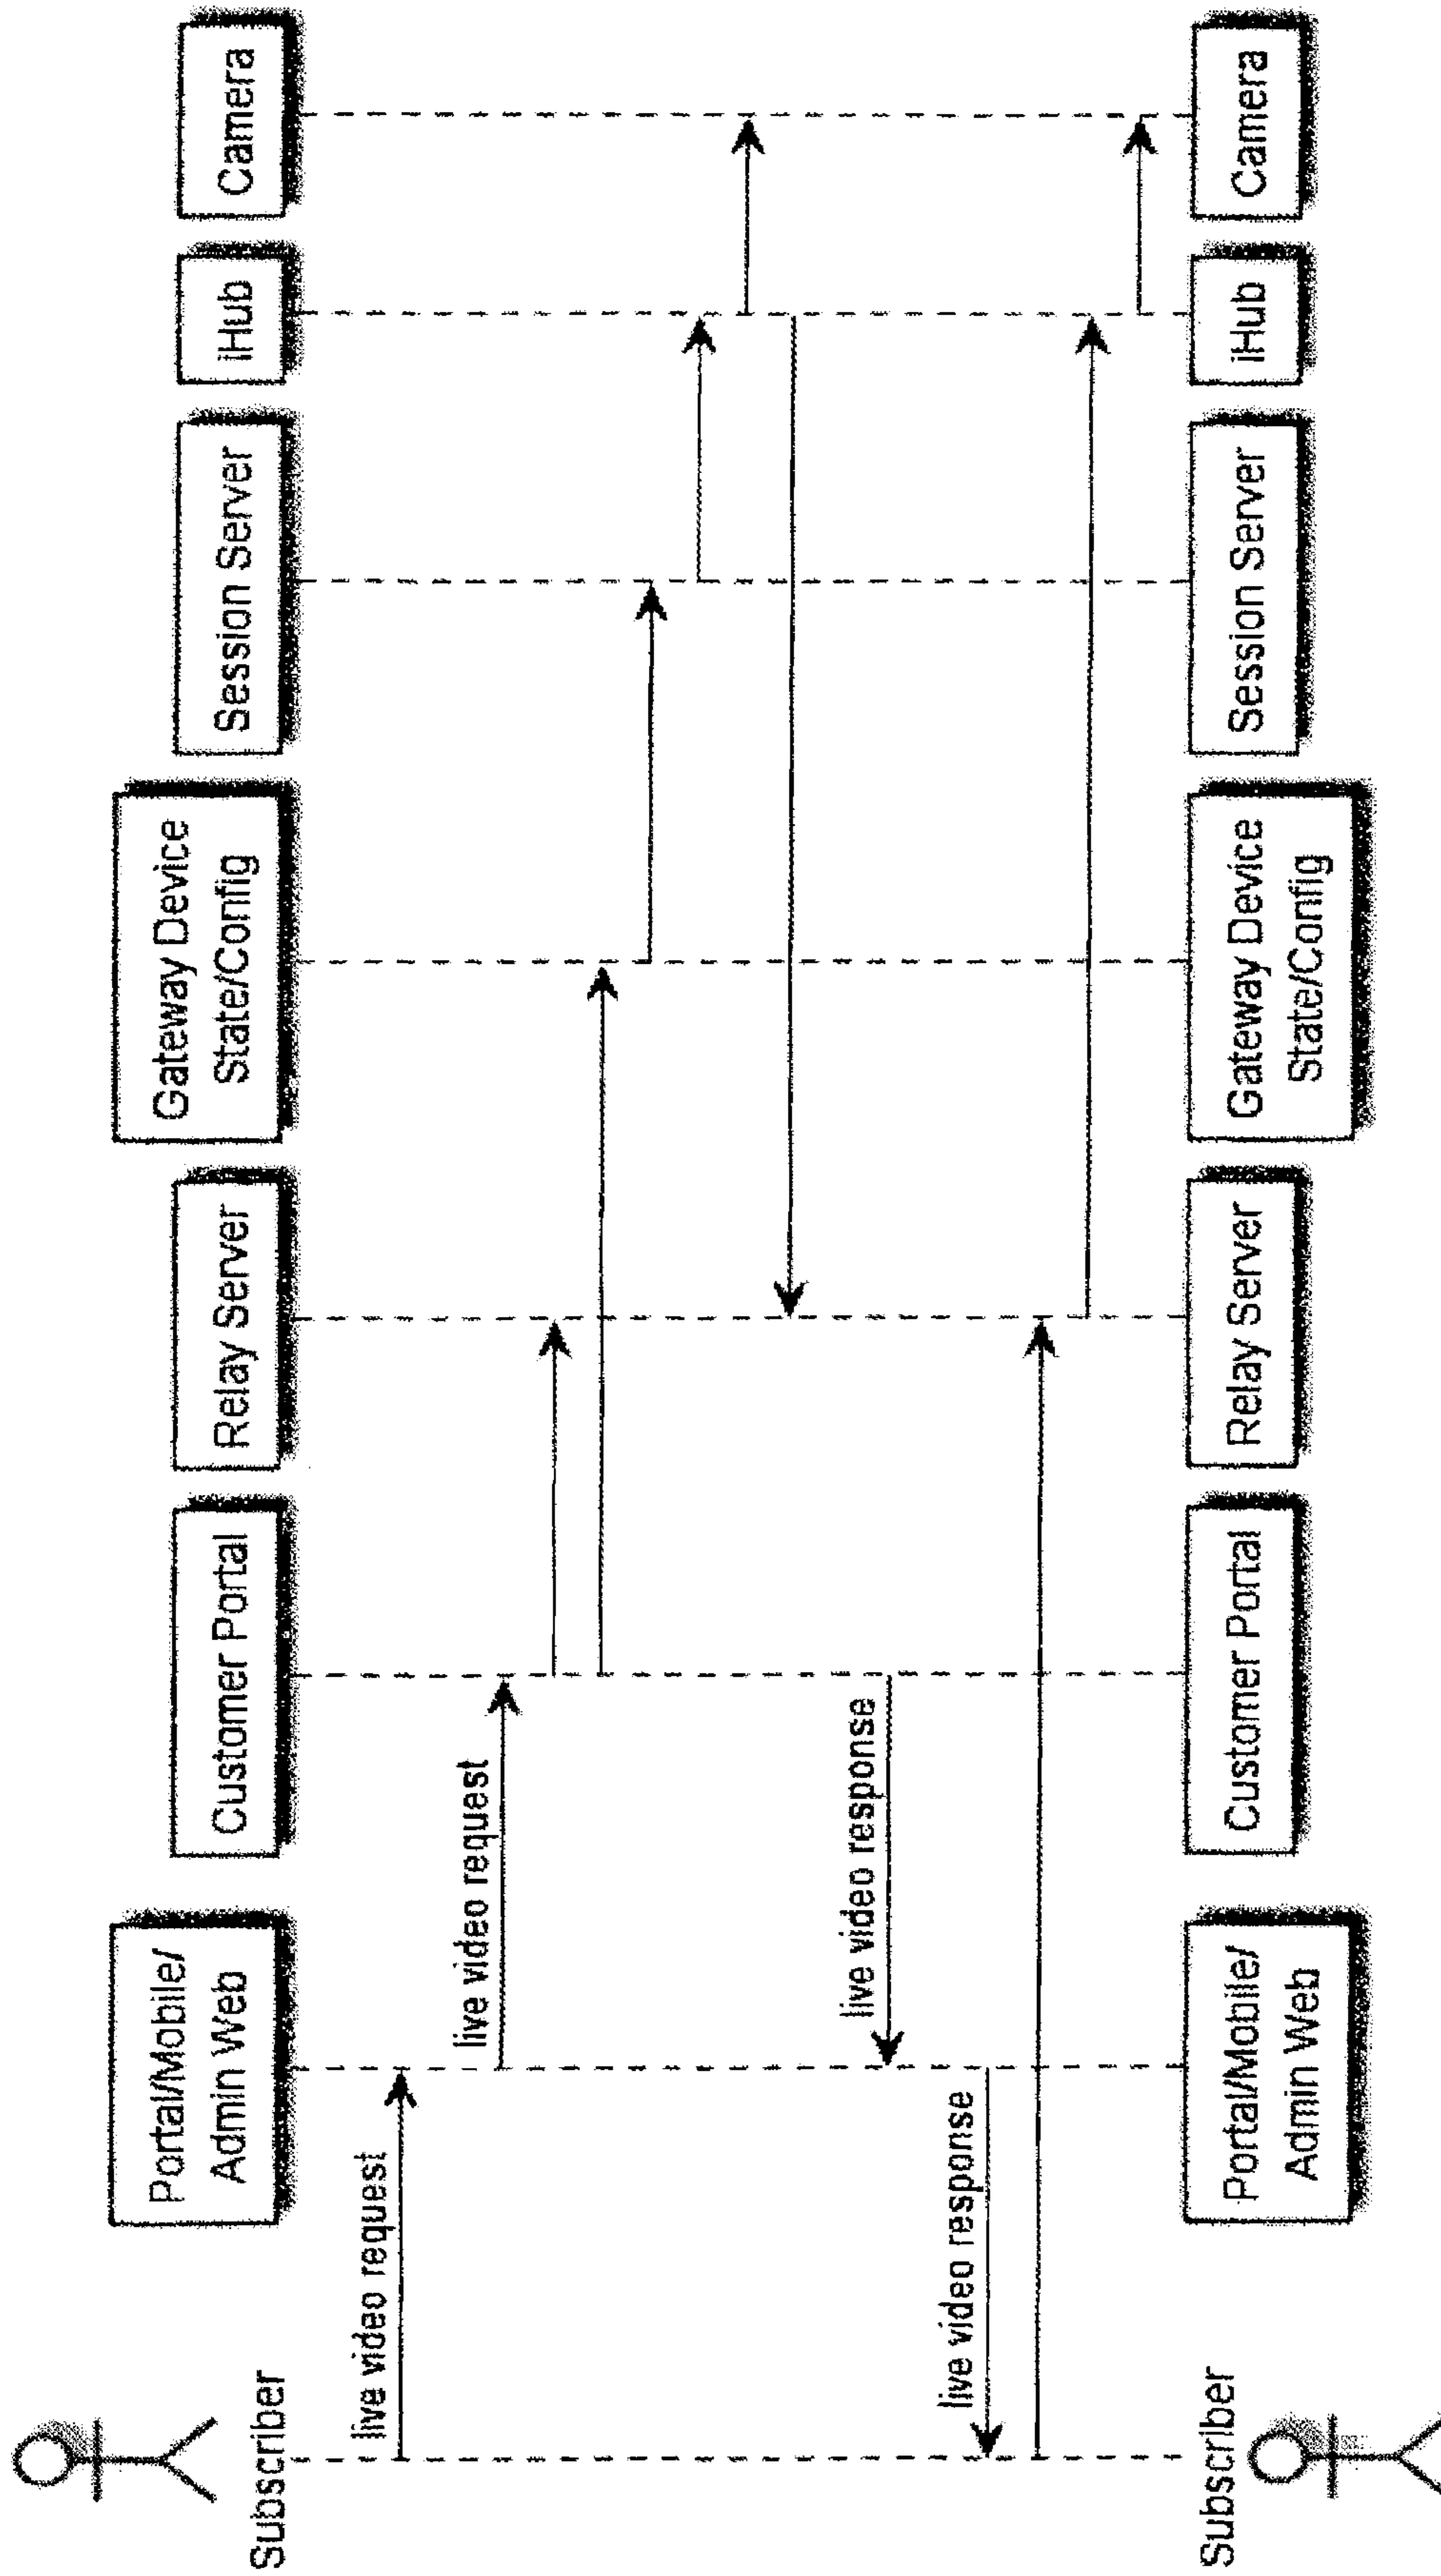 Subscriber
Portal/Mobile/
Admin Web
Customer Portal
Relay Server
Gateway Device
State/Config
Session Server
iHub
Camera
live video request
live video request
live video response
live video response
Subscriber
Portal/Mobile/
Admin Web
Customer Portal
Relay Server
Gateway Device
State/Config
Session Server
iHub
Camera